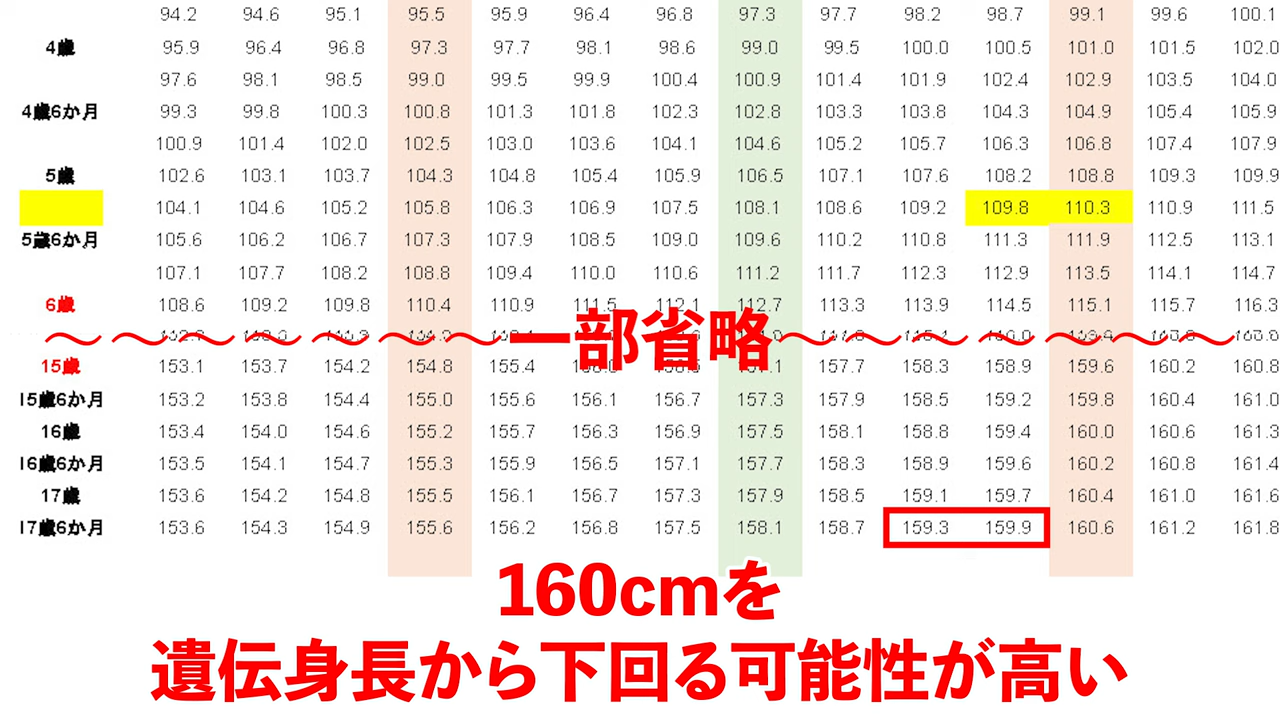 94.2 94.6 95.1 95.5 95.9 96.4 96.8 97.3 97.7 98.2 98.7 99.1 99.6 100.1
4歳 95.9 96.4 96.8 97.3 97.7 98.1 98.6 99.0 99.5 100.0 100.5 101.0 101.5 102.0
97.6 98.1 98.5 99.0 99.5 99.9 100.4 100.9 101.4 101.9 102.4 102.9 103.5 104.0
4歳6か月 99.3 99.8 100.3 100.8 101.3 101.8 102.3 102.8 103.3 103.8 104.3 104.9 105.4 105.9
100.9 101.4 102.0 102.5 103.0 103.6 104.1 104.6 105.2 105.7 106.3 106.8 107.4 107.9
5歳 102.6 103.1 103.7 104.3 104.8 105.4 105.9 106.5 107.1 107.6 108.2 108.8 109.3 109.9
104.1 104.6 105.2 105.8 106.3 106.9 107.5 108.1 108.6 109.2 109.8 110.3 110.9 111.5
5歳6か月 105.6 106.2 106.7 107.3 107.9 108.5 109.0 109.6 110.2 110.8 111.3 111.9 112.5 113.1
107.1 107.7 108.2 108.8 109.4 110.0 110.6 111.2 111.7 112.3 112.9 113.5 114.1 114.7
6歳 108.6 109.2 109.8 110.4 110.9 111.5 112.1 112.7 113.3 113.9 114.5 115.1 115.7 116.3
一部省略
15歳 153.1 153.7 154.2 154.8 155.4 157.7 158.3 158.9 159.6 160.2 160.8
15歳6か月 153.2 153.8 154.4 155.0 155.6 156.1 156.7 157.3 157.9 158.5 159.2 159.8 160.4 161.0
16歳 153.4 154.0 154.6 155.2 155.7 156.3 156.9 157.5 158.1 158.8 159.4 160.0 160.6 161.3
16歳6か月 153.5 154.1 154.7 155.3 155.9 156.5 157.1 157.7 158.3 158.9 159.6 160.2 160.8 161.4
17歳 153.6 154.2 154.8 155.5 156.1 156.7 157.3 157.9 158.5 159.1 159.7 160.4 161.0 161.6
17歳6か月 153.6 154.3 154.9 155.6 156.2 156.8 157.5 158.1 158.7 159.3 159.9 160.6 161.2 161.8
160cmを
遺伝身長から下回る可能性が高い